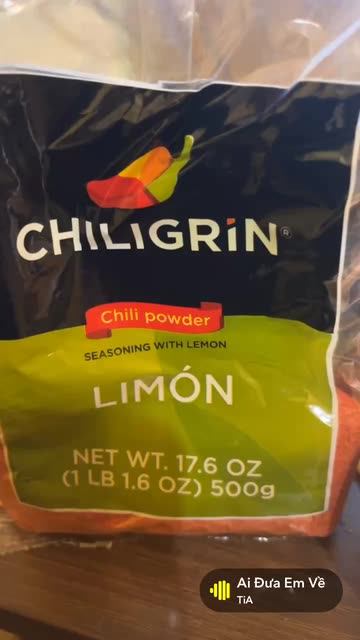 CHILIGRIN®
Chili powder
SEASONING WITH LEMON
LIMÓN
NET WT. 17.6 OZ
(1 LB 1.6 OZ) 500g
Ai Đưa Em Về
TiA